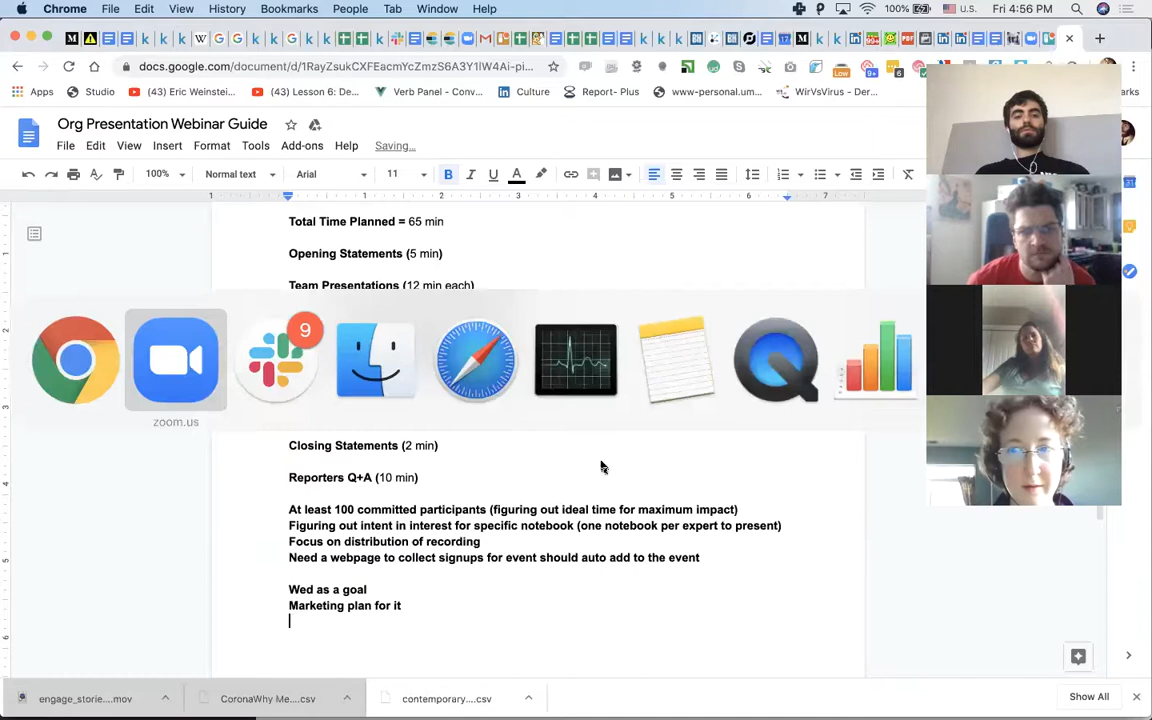 Chrome File Edit View History Bookmarks People Tab Window Help 100% U.S. Fri 4:56 PM
docs.google.com/document/d/1RayZsukCXFEacmYcZmzS6A3Y1lW4Ai-pi...
Apps Studio (43) Eric Weinstei... (43) Lesson 6: De... Verb Panel - Conv... Culture Report- Plus www-personal.um... WirVsVirus - Der...
Org Presentation Webinar Guide
File Edit View Insert Format Tools Add-ons Help Saving...
100% Normal text Arial 11 B I U A
Total Time Planned = 65 min
Opening Statements (5 min)
Team Presentations (12 min each)
9
zoom.us
Closing Statements (2 min)
Reporters Q+A (10 min)
At least 100 committed participants (figuring out ideal time for maximum impact)
Figuring out intent in interest for specific notebook (one notebook per expert to present)
Focus on distribution of recording
Need a webpage to collect signups for event should auto add to the event
Wed as a goal
Marketing plan for it
engage_storie....mov CoronaWhy Me....csv contemporary....csv Show All